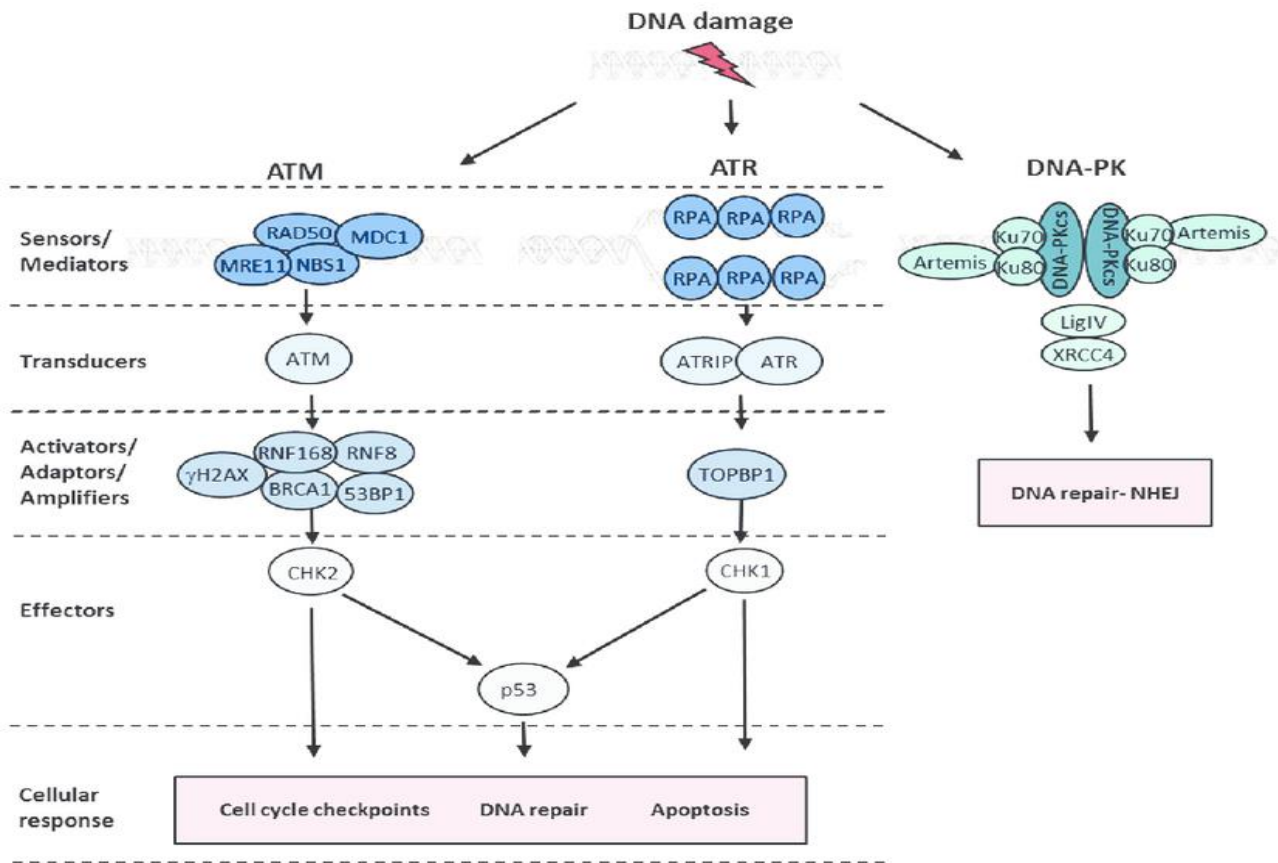 DNA damage
ATM
ATR
DNA-PK
Sensors/
Mediators
RAD50
MDC1
MRE11
NBS1
RPA
RPA
RPA
RPA
RPA
RPA
Ku70
Ku80
DNA-PKcs
DNA-PKcs
Ku70
Ku80
Artemis
Artemis
LigIV
XRCC4
Transducers
ATM
ATRIP
ATR
Activators/
Adaptors/
Amplifiers
RNF168
RNF8
γH2AX
BRCA1
53BP1
TOPBP1
DNA repair- NHEJ
Effectors
CHK2
CHK1
p53
Cellular
response
Cell cycle checkpoints
DNA repair
Apoptosis